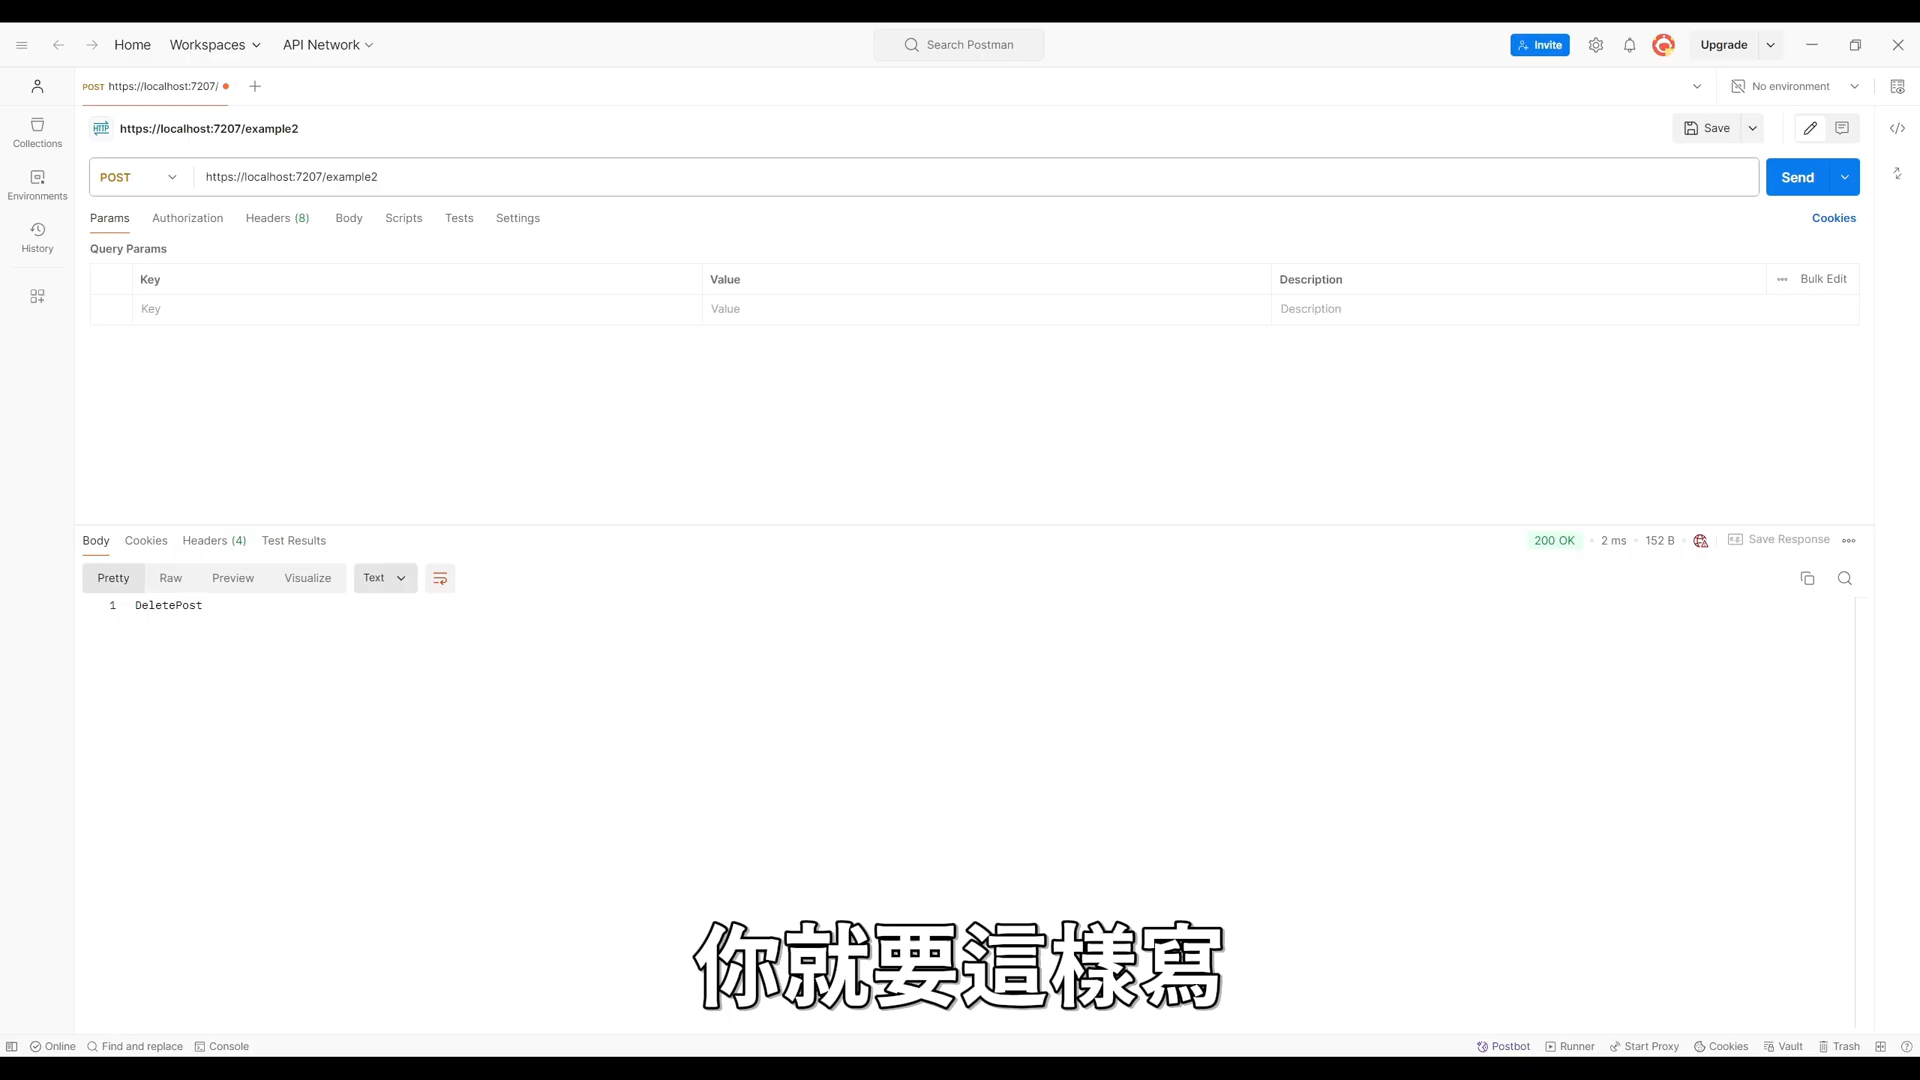 Home
Workspaces
API Network
Search Postman
Invite
Upgrade
POST https://localhost:7207/
No environment
HTTP https://localhost:7207/example2
Save
Collections
Environments
History
POST
https://localhost:7207/example2
Send
Params
Authorization
Headers (8)
Body
Scripts
Tests
Settings
Cookies
Query Params
Key
Value
Description
Bulk Edit
Key
Value
Description
Body
Cookies
Headers (4)
Test Results
200 OK
2 ms
152 B
Save Response
Pretty
Raw
Preview
Visualize
Text
1 DeletePost
你就要這樣寫
Online
Find and replace
Console
Postbot
Runner
Start Proxy
Cookies
Vault
Trash